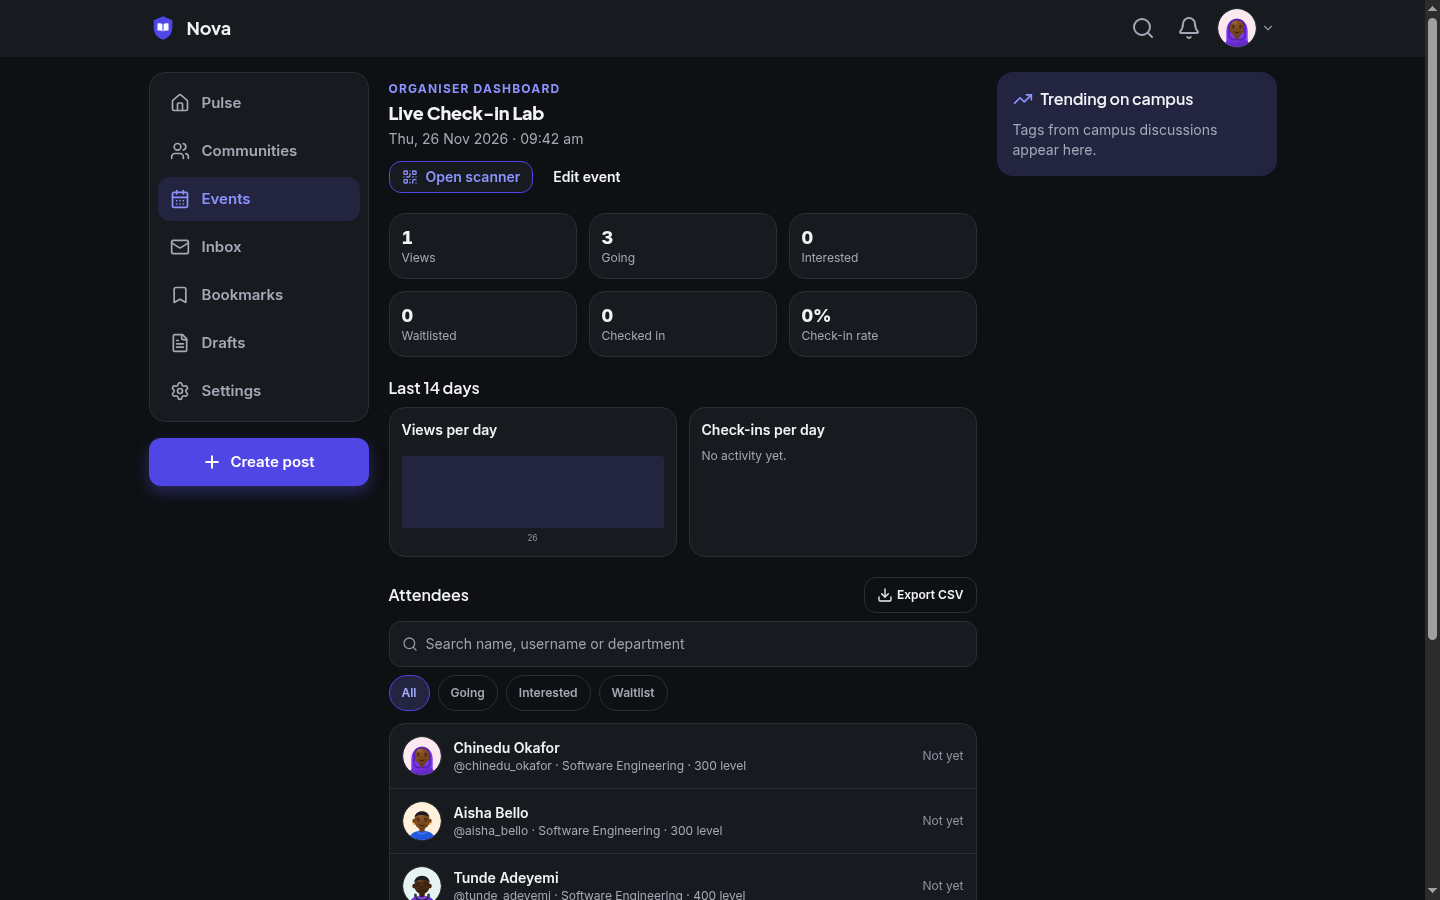 Nova
Pulse
Communities
Events
Inbox
Bookmarks
Drafts
Settings
Create post
ORGANISER DASHBOARD
Live Check-in Lab
Thu, 26 Nov 2026 · 09:42 am
Open scanner
Edit event
1
Views
3
Going
0
Interested
0
Waitlisted
0
Checked in
0%
Check-in rate
Last 14 days
Views per day
26
Check-ins per day
No activity yet.
Attendees
Export CSV
Search name, username or department
All
Going
Interested
Waitlist
Chinedu Okafor
@chinedu_okafor · Software Engineering · 300 level
Not yet
Aisha Bello
@aisha_bello · Software Engineering · 300 level
Not yet
Tunde Adeyemi
@tunde_adeyemi · Software Engineering · 400 level
Not yet
Trending on campus
Tags from campus discussions
appear here.